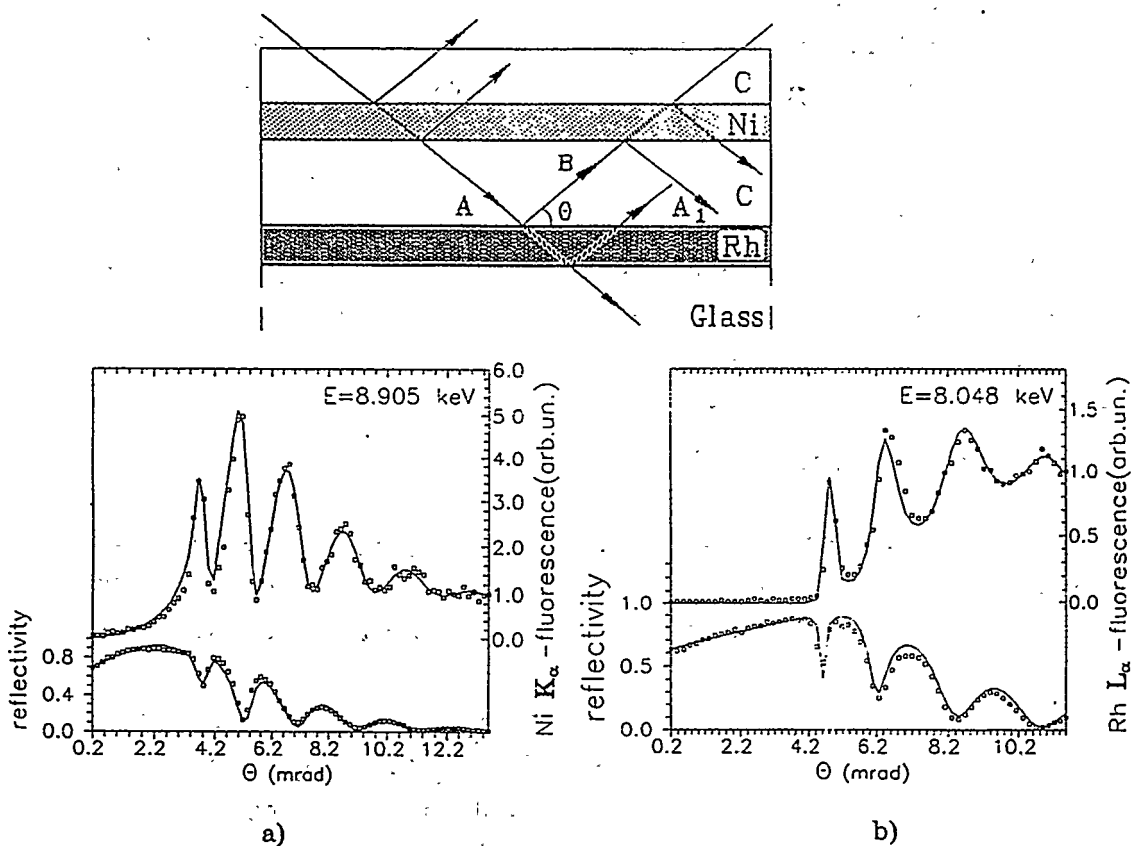 C
Ni
B
A
θ
A1
C
Rh
Glass
E=8.905 keV
6.0
5.0
4.0
3.0
2.0
1.0
0.0
Ni Kα -fluorescence(arb.un.)
reflectivity
0.8
0.4
0.0
0.2 2.2 4.2 6.2 8.2 10.2 12.2
Θ (mrad)
a)
E=8.048 keV
1.5
1.0
0.5
0.0
Rh Lα -fluorescence(arb.un.)
reflectivity
1.0
0.5
0.0
0.2 2.2 4.2 6.2 8.2 10.2
Θ (mrad)
b)